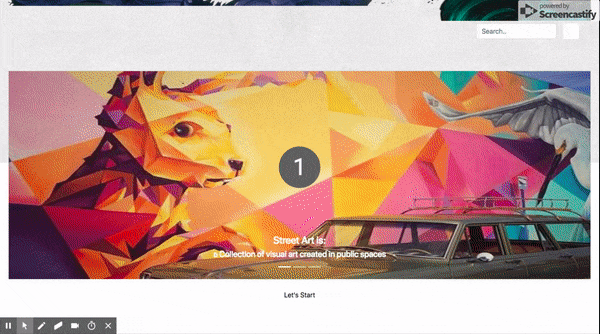 powered by
Screencastify
Search..
1
Street Art is:
a Collection of visual art created in public spaces
Let's Start